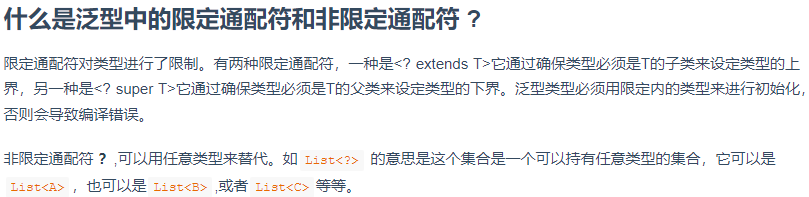 什么是泛型中的限定通配符和非限定通配符 ?
限定通配符对类型进行了限制。有两种限定通配符，一种是<? extends T>它通过确保类型必须是T的子类来设定类型的上
界，另一种是<? super T>它通过确保类型必须是T的父类来设定类型的下界。泛型类型必须用限定内的类型来进行初始化，
否则会导致编译错误。
非限定通配符 ? ,可以用任意类型来替代。如 List<?> 的意思是这个集合是一个可以持有任意类型的集合，它可以是
List<A> ，也可以是 List<B> ,或者 List<C> 等等。